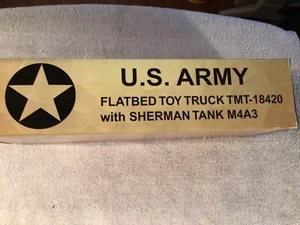 U.S. ARMY
FLATBED TOY TRUCK TMT-18420
with SHERMAN TANK M4A3